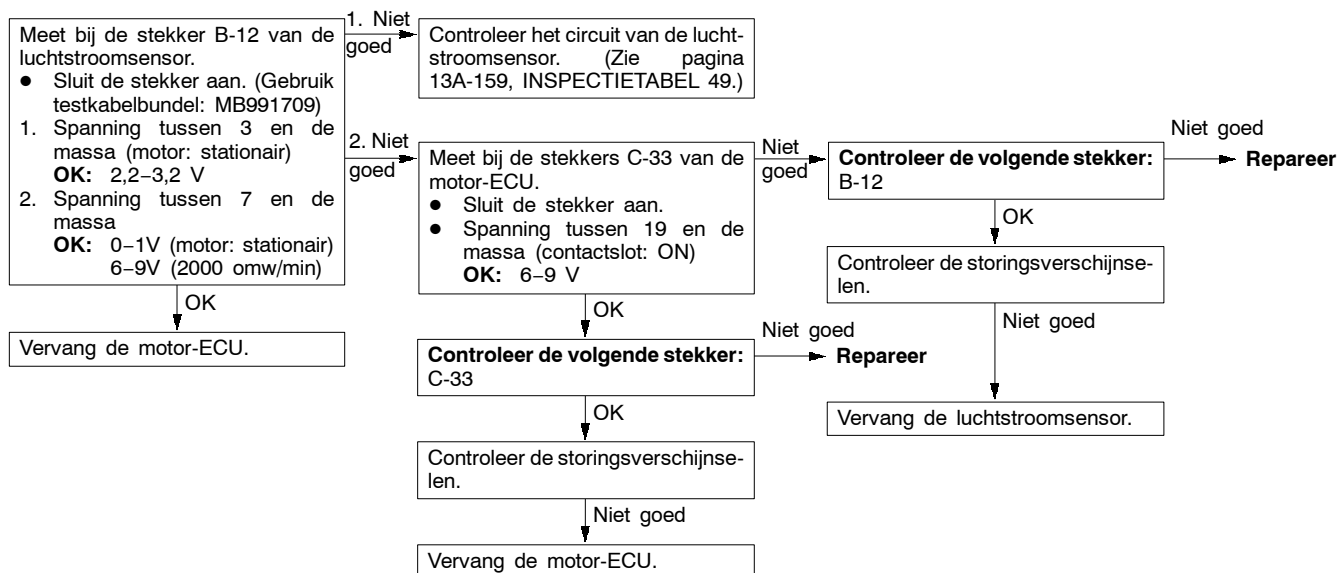 Meet bij de stekker B-12 van de
luchtstroomsensor.
● Sluit de stekker aan. (Gebruik
testkabelbundel: MB991709)
1. Spanning tussen 3 en de
massa (motor: stationair)
OK: 2,2–3,2 V
2. Spanning tussen 7 en de
massa
OK: 0–1V (motor: stationair)
6–9V (2000 omw/min)
1. Niet
goed
Controleer het circuit van de lucht-
stroomsensor. (Zie pagina
13A-159, INSPECTIETABEL 49.)
2. Niet
goed
Meet bij de stekkers C-33 van de
motor-ECU.
● Sluit de stekker aan.
● Spanning tussen 19 en de
massa (contactslot: ON)
OK: 6–9 V
Niet
goed
Controleer de volgende stekker:
B-12
Niet goed
Repareer
OK
Controleer de storingsverschijnse-
len.
Niet goed
Vervang de luchtstroomsensor.
OK
Vervang de motor-ECU.
OK
Controleer de volgende stekker:
C-33
Niet goed
Repareer
OK
Controleer de storingsverschijnse-
len.
Niet goed
Vervang de motor-ECU.